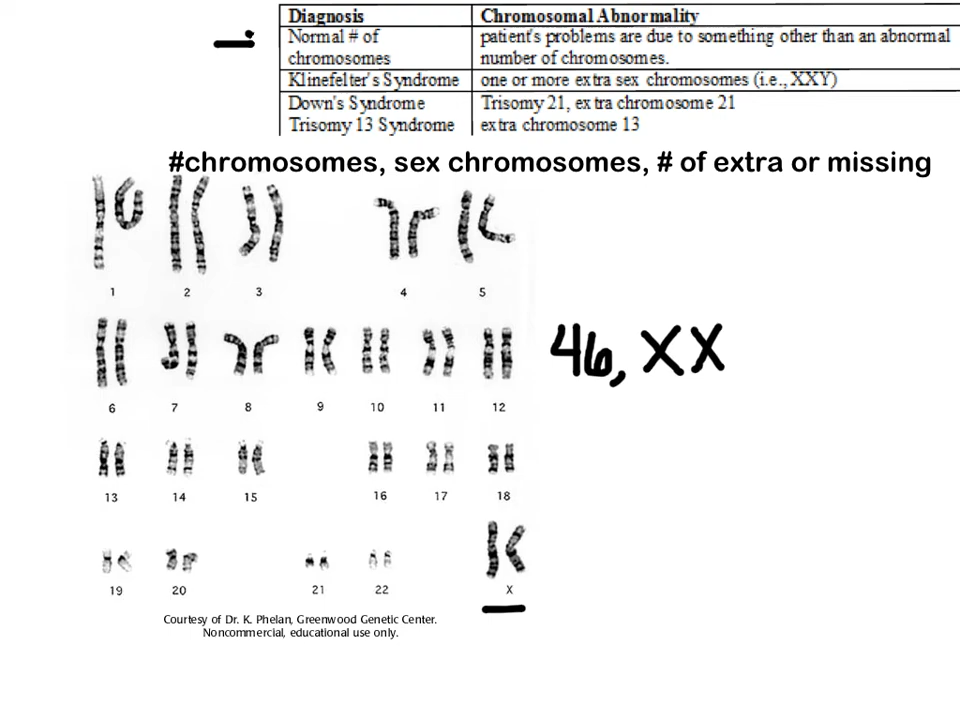 Diagnosis Chromosomal Abnormality
Normal # of chromosomes patient's problems are due to something other than an abnormal number of chromosomes.
Klinefelter's Syndrome one or more extra sex chromosomes (i.e., XXY)
Down's Syndrome Trisomy 21, extra chromosome 21
Trisomy 13 Syndrome extra chromosome 13
#chromosomes, sex chromosomes, # of extra or missing
1 2 3 4 5
46, XX
6 7 8 9 10 11 12
13 14 15 16 17 18
19 20 21 22 X
Courtesy of Dr. K. Phelan, Greenwood Genetic Center.
Noncommercial, educational use only.